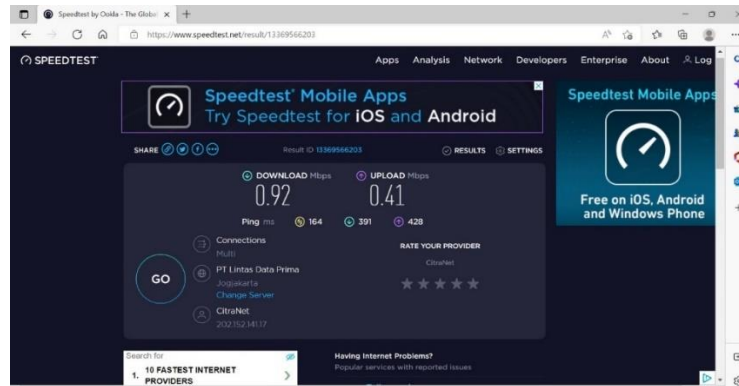 Speedtest by Ookla - The Global
https://www.speedtest.net/result/13369566203
SPEEDTEST
Apps Analysis Network Developers Enterprise About Log
Speedtest® Mobile Apps
Try Speedtest for iOS and Android
Speedtest Mobile Apps
Free on iOS, Android
and Windows Phone
SHARE Result ID 13369566203 RESULTS SETTINGS
DOWNLOAD Mbps UPLOAD Mbps
0.92 0.41
Ping ms 164 391 428
GO
Connections
Multi
PT Lintas Data Prima
Jogjakarta
Change Server
CitraNet
202.152.141.17
RATE YOUR PROVIDER
CitraNet
Search for
1. 10 FASTEST INTERNET
PROVIDERS
Having Internet Problems?
Popular services with reported issues